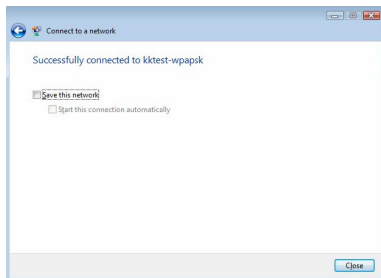 Connect to a network
Successfully connected to kktest-wpapsk
Save this network
Start this connection automatically
Close